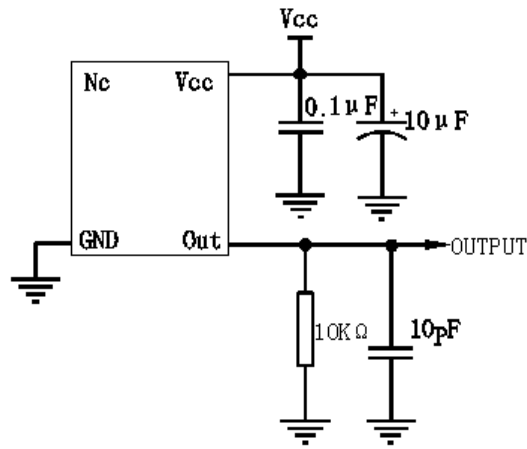 Vcc
Nc Vcc
0.1μF
10μF
+
GND Out
OUTPUT
10KΩ
10pF